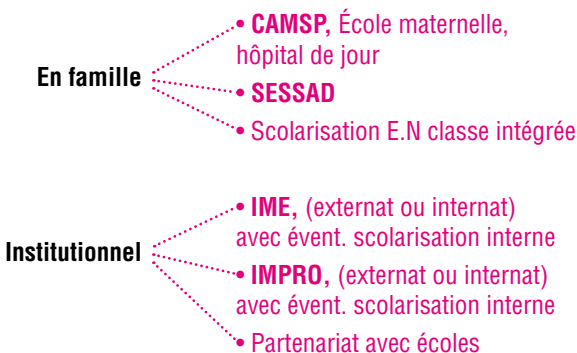 • CAMSP, École maternelle,
hôpital de jour
En famille
• SESSAD
• Scolarisation E.N classe intégrée
• IME, (externat ou internat)
avec évent. scolarisation interne
Institutionnel
• IMPRO, (externat ou internat)
avec évent. scolarisation interne
• Partenariat avec écoles